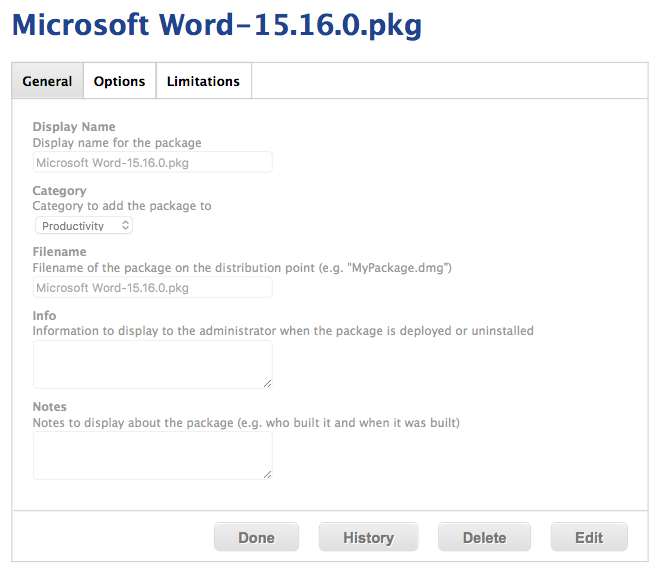 Microsoft Word-15.16.0.pkg
General Options Limitations
Display Name
Display name for the package
Microsoft Word-15.16.0.pkg
Category
Category to add the package to
Productivity
Filename
Filename of the package on the distribution point (e.g. "MyPackage.dmg")
Microsoft Word-15.16.0.pkg
Info
Information to display to the administrator when the package is deployed or uninstalled
Notes
Notes to display about the package (e.g. who built it and when it was built)
Done History Delete Edit